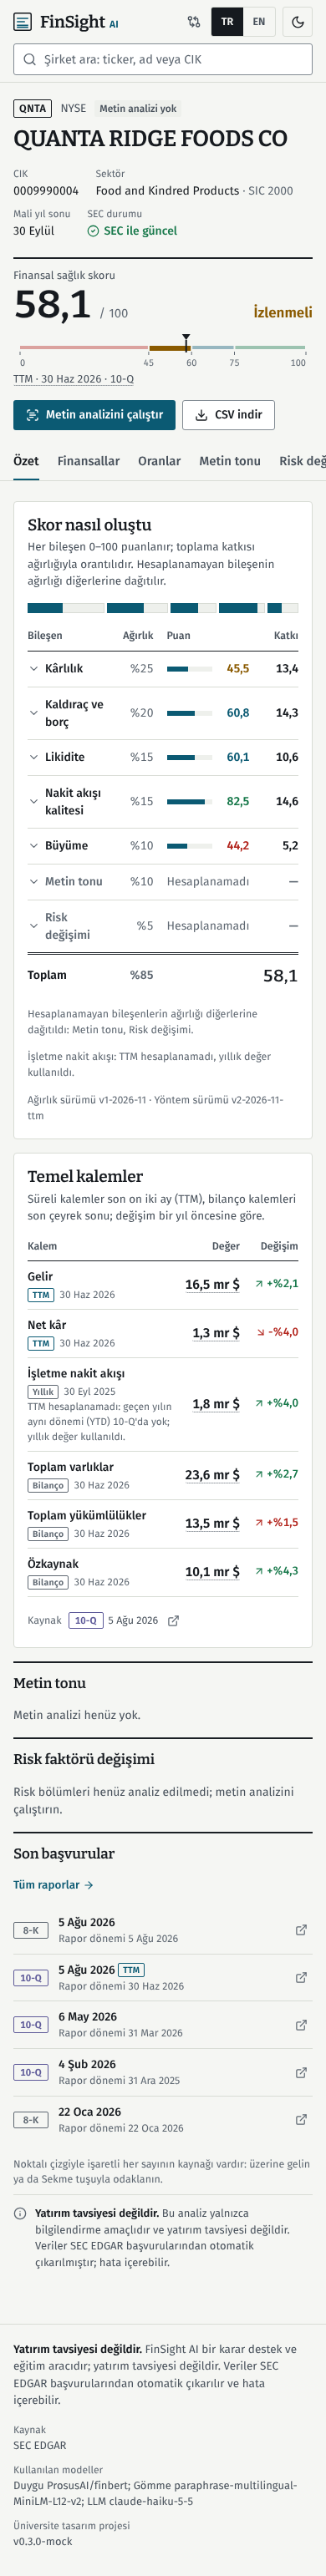 FinSight AI
TR EN
Şirket ara: ticker, ad veya CIK
QNTA NYSE Metin analizi yok
QUANTA RIDGE FOODS CO
CIK Sektör
0009990004 Food and Kindred Products · SIC 2000
Mali yıl sonu SEC durumu
30 Eylül SEC ile güncel
Finansal sağlık skoru
58,1 / 100 İzlenmeli
0 45 60 75 100
TTM · 30 Haz 2026 · 10-Q
Metin analizini çalıştır CSV indir
Özet Finansallar Oranlar Metin tonu Risk değ
Skor nasıl oluştu
Her bileşen 0–100 puanlanır; toplama katkısı
ağırlığıyla orantılıdır. Hesaplanamayan bileşenin
ağırlığı diğerlerine dağıtılır.
Bileşen Ağırlık Puan Katkı
Kârlılık %25 45,5 13,4
Kaldıraç ve
borç %20 60,8 14,3
Likidite %15 60,1 10,6
Nakit akışı
kalitesi %15 82,5 14,6
Büyüme %10 44,2 5,2
Metin tonu %10 Hesaplanamadı —
Risk
değişimi %5 Hesaplanamadı —
Toplam %85 58,1
Hesaplanamayan bileşenlerin ağırlığı diğerlerine
dağıtıldı: Metin tonu, Risk değişimi.
İşletme nakit akışı: TTM hesaplanamadı, yıllık değer
kullanıldı.
Ağırlık sürümü v1-2026-11 · Yöntem sürümü v2-2026-11-
ttm
Temel kalemler
Süreli kalemler son on iki ay (TTM), bilanço kalemleri
son çeyrek sonu; değişim bir yıl öncesine göre.
Kalem Değer Değişim
Gelir
TTM 30 Haz 2026 16,5 mr $ +%2,1
Net kâr
TTM 30 Haz 2026 1,3 mr $ -%4,0
İşletme nakit akışı
Yıllık 30 Eyl 2025
TTM hesaplanamadı: geçen yılın
aynı dönemi (YTD) 10-Q'da yok;
yıllık değer kullanıldı. 1,8 mr $ +%4,0
Toplam varlıklar
Bilanço 30 Haz 2026 23,6 mr $ +%2,7
Toplam yükümlülükler
Bilanço 30 Haz 2026 13,5 mr $ +%1,5
Özkaynak
Bilanço 30 Haz 2026 10,1 mr $ +%4,3
Kaynak 10-Q 5 Ağu 2026
Metin tonu
Metin analizi henüz yok.
Risk faktörü değişimi
Risk bölümleri henüz analiz edilmedi; metin analizini
çalıştırın.
Son başvurular
Tüm raporlar
8-K 5 Ağu 2026
Rapor dönemi 5 Ağu 2026
10-Q 5 Ağu 2026 TTM
Rapor dönemi 30 Haz 2026
10-Q 6 May 2026
Rapor dönemi 31 Mar 2026
10-Q 4 Şub 2026
Rapor dönemi 31 Ara 2025
8-K 22 Oca 2026
Rapor dönemi 22 Oca 2026
Noktalı çizgiyle işaretli her sayının kaynağı vardır: üzerine gelin
ya da Sekme tuşuyla odaklanın.
Yatırım tavsiyesi değildir. Bu analiz yalnızca
bilgilendirme amaçlıdır ve yatırım tavsiyesi değildir.
Veriler SEC EDGAR başvurularından otomatik
çıkarılmıştır; hata içerebilir.
Yatırım tavsiyesi değildir. FinSight AI bir karar destek ve
eğitim aracıdır; yatırım tavsiyesi değildir. Veriler SEC
EDGAR başvurularından otomatik çıkarılır ve hata
içerebilir.
Kaynak
SEC EDGAR
Kullanılan modeller
Duygu ProsusAI/finbert; Gömme paraphrase-multilingual-
MiniLM-L12-v2; LLM claude-haiku-5-5
Üniversite tasarım projesi
v0.3.0-mock